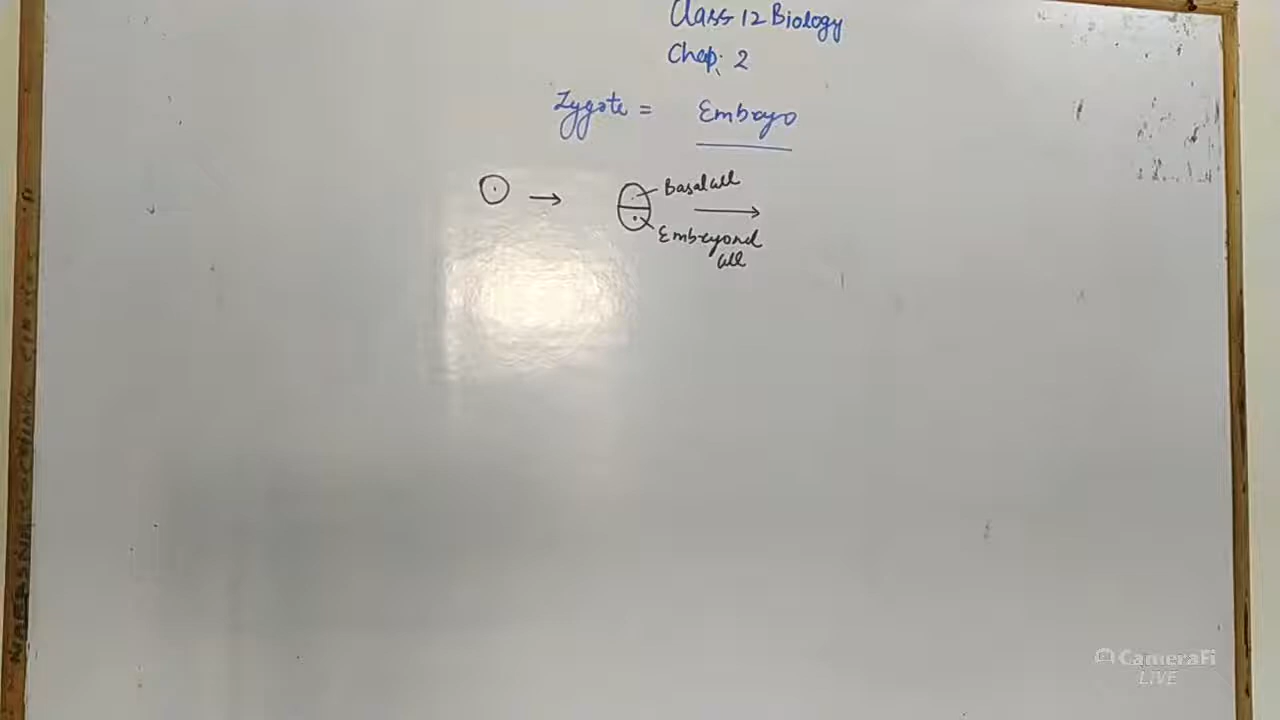 Class 12 Biology
Chap. 2
Zygote = Embryo
Basal cell
Embryonal
cell
CameraFi
LIVE